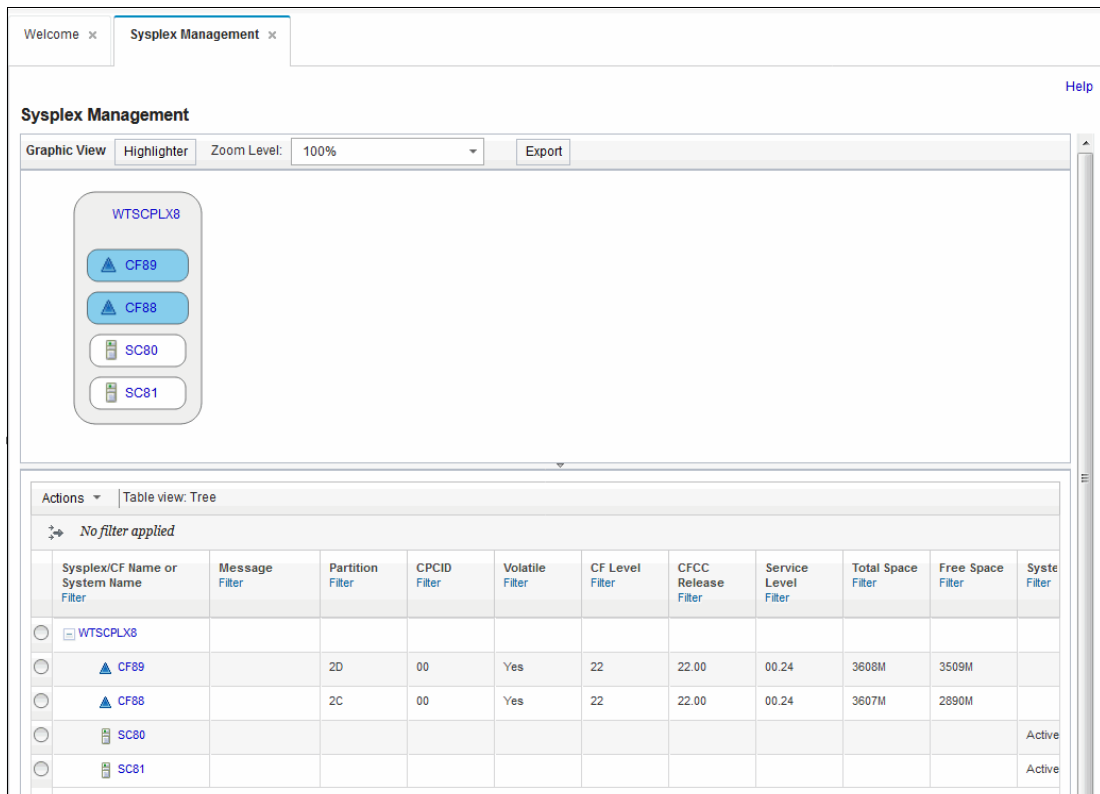 Welcome ×
Sysplex Management ×
Help
Sysplex Management
Graphic View Highlighter Zoom Level: 100% Export
WTSCPLX8
CF89
CF88
SC80
SC81
Actions Table view: Tree
No filter applied
Sysplex/CF Name or System Name Filter
Message Filter
Partition Filter
CPCID Filter
Volatile Filter
CF Level Filter
CFCC Release Filter
Service Level Filter
Total Space Filter
Free Space Filter
Syste Filter
WTSCPLX8
CF89 2D 00 Yes 22 22.00 00.24 3608M 3509M
CF88 2C 00 Yes 22 22.00 00.24 3607M 2890M
SC80 Active
SC81 Active